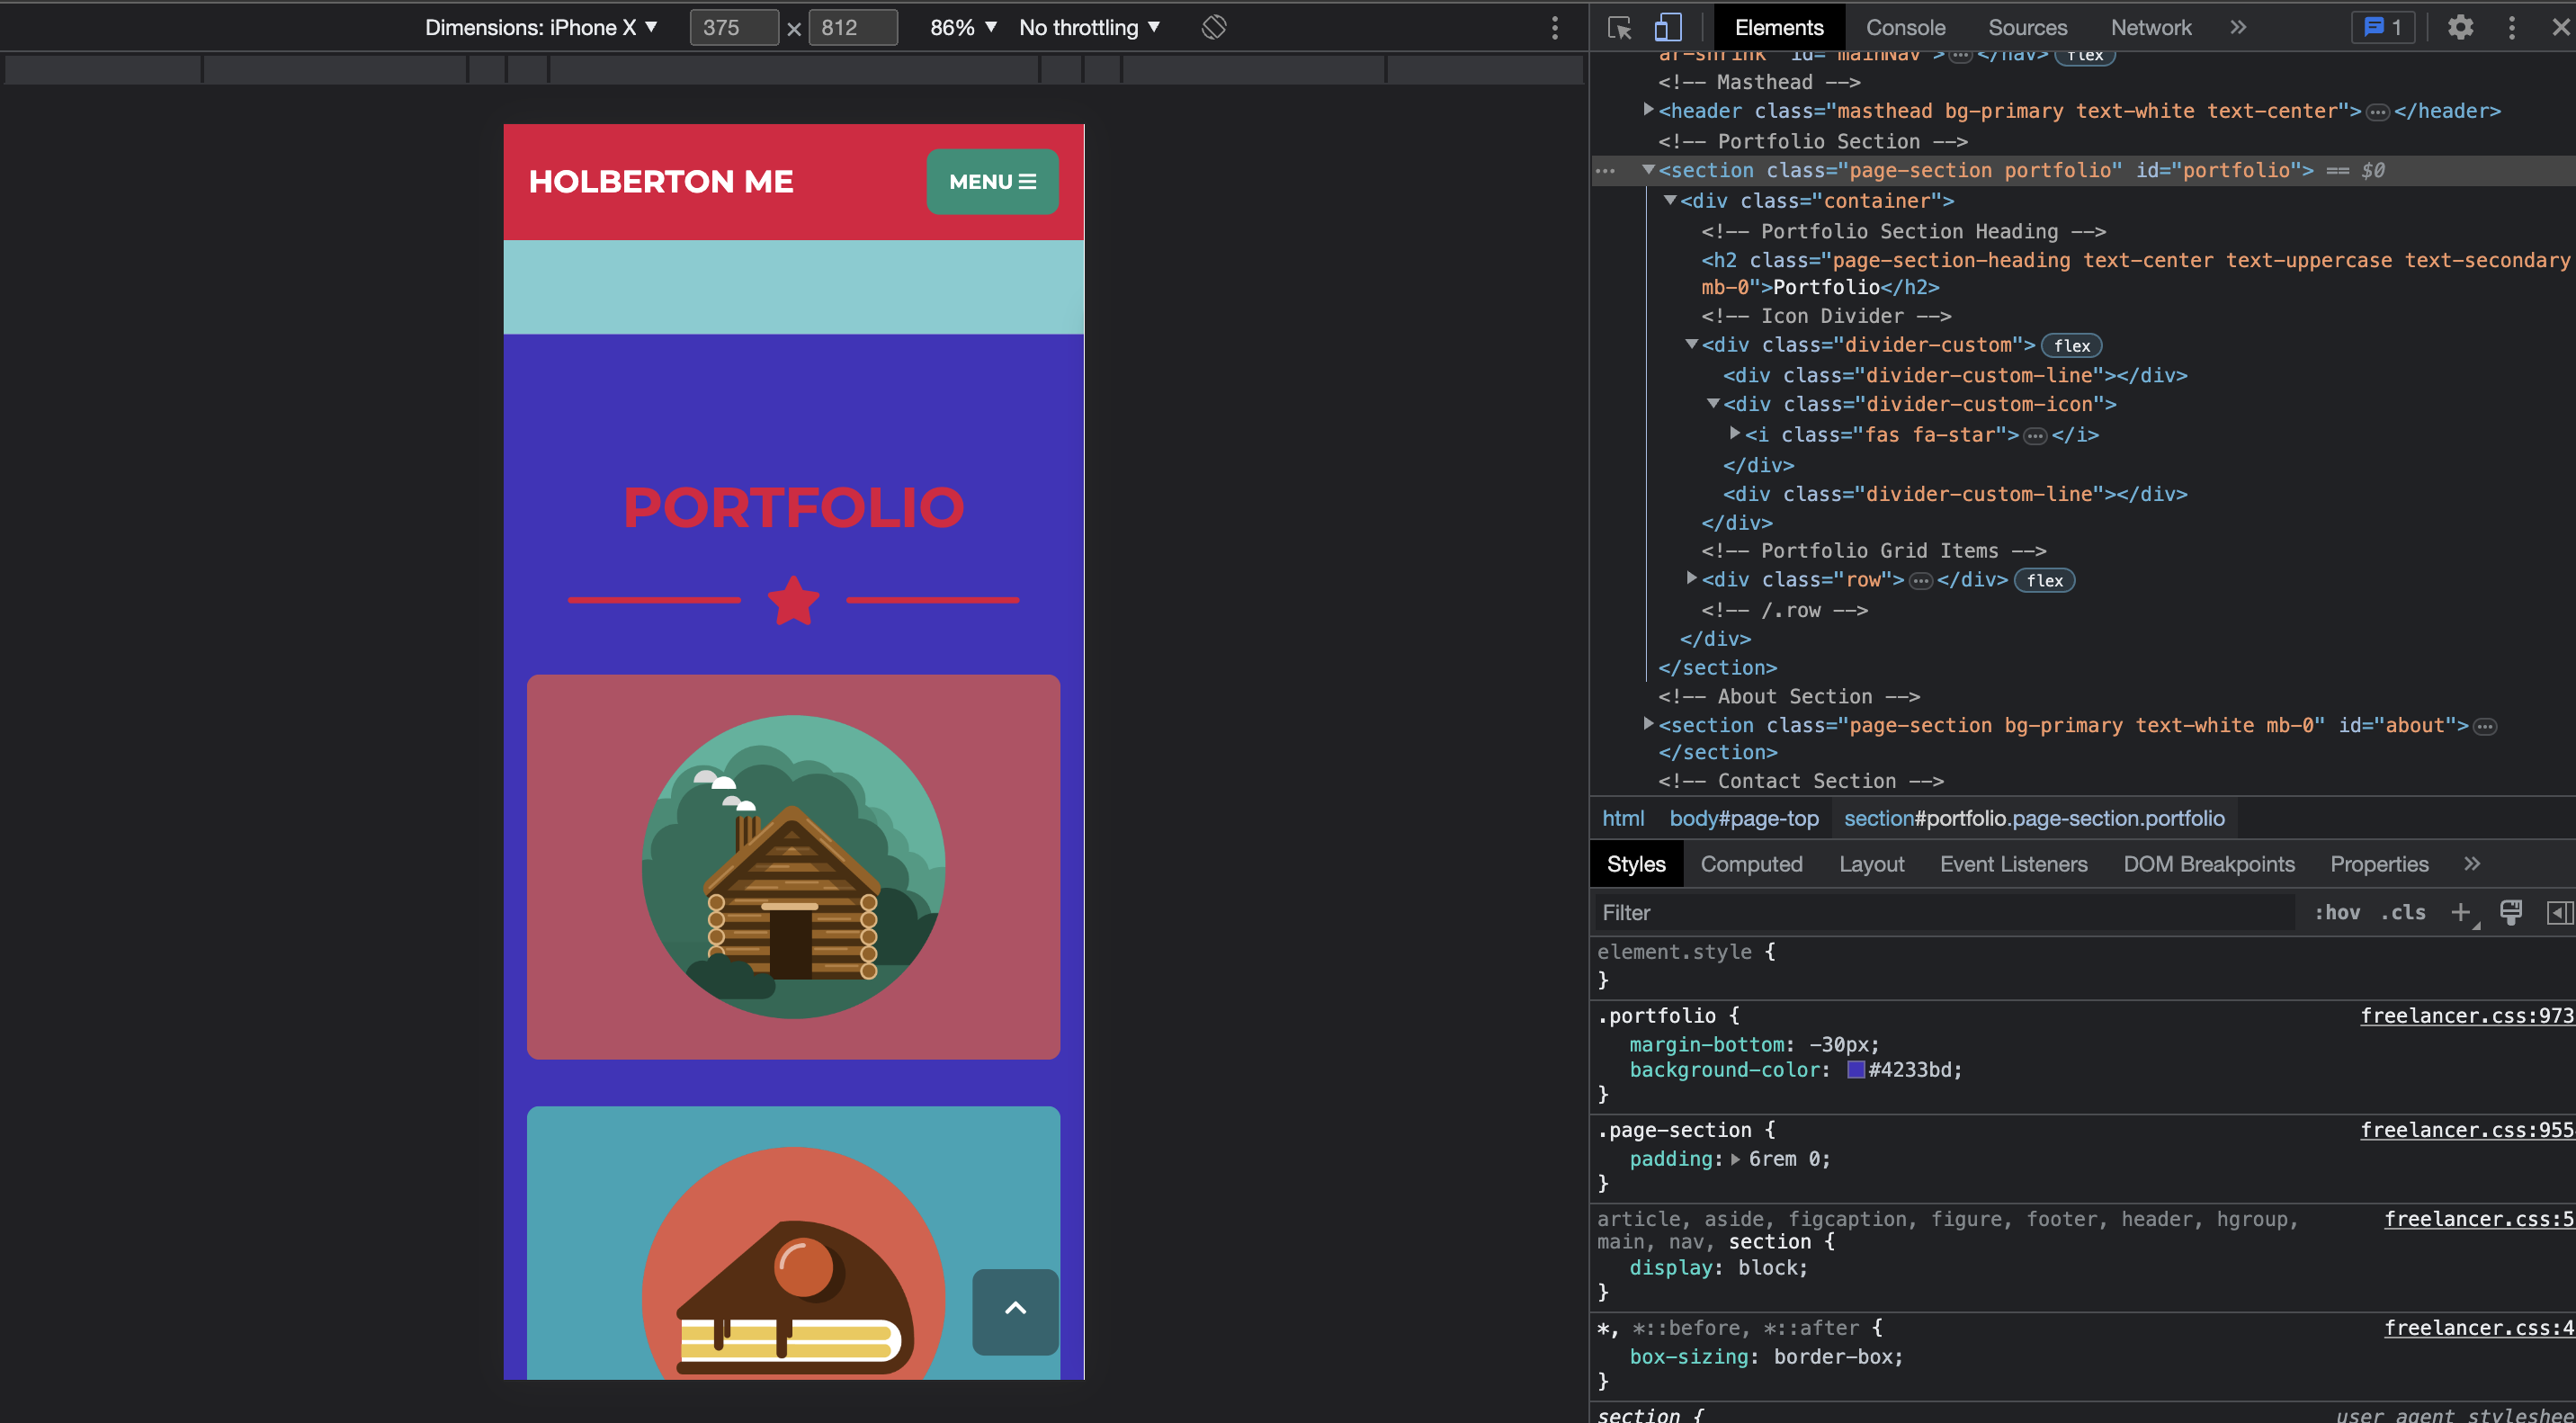 Dimensions: iPhone X ▼ 375 × 812 86% ▼ No throttling ▼
Elements Console Sources Network » 1
HOLBERTON ME
MENU
PORTFOLIO
ar-shrink" id="mainNav">…</nav> flex
<!-- Masthead -->
<header class="masthead bg-primary text-white text-center">…</header>
<!-- Portfolio Section -->
<section class="page-section portfolio" id="portfolio"> == $0
<div class="container">
<!-- Portfolio Section Heading -->
<h2 class="page-section-heading text-center text-uppercase text-secondary
mb-0">Portfolio</h2>
<!-- Icon Divider -->
<div class="divider-custom"> flex
<div class="divider-custom-line"></div>
<div class="divider-custom-icon">
<i class="fas fa-star">…</i>
</div>
<div class="divider-custom-line"></div>
</div>
<!-- Portfolio Grid Items -->
<div class="row">…</div> flex
<!-- /.row -->
</div>
</section>
<!-- About Section -->
<section class="page-section bg-primary text-white mb-0" id="about">…
</section>
<!-- Contact Section -->
html body#page-top section#portfolio.page-section.portfolio
Styles Computed Layout Event Listeners DOM Breakpoints Properties »
Filter :hov .cls +
element.style {
}
.portfolio { freelancer.css:973
margin-bottom: -30px;
background-color: #4233bd;
}
.page-section { freelancer.css:955
padding: 6rem 0;
}
article, aside, figcaption, figure, footer, header, hgroup, freelancer.css:5
main, nav, section {
display: block;
}
*, *::before, *::after { freelancer.css:4
box-sizing: border-box;
}
section { user agent styleshee